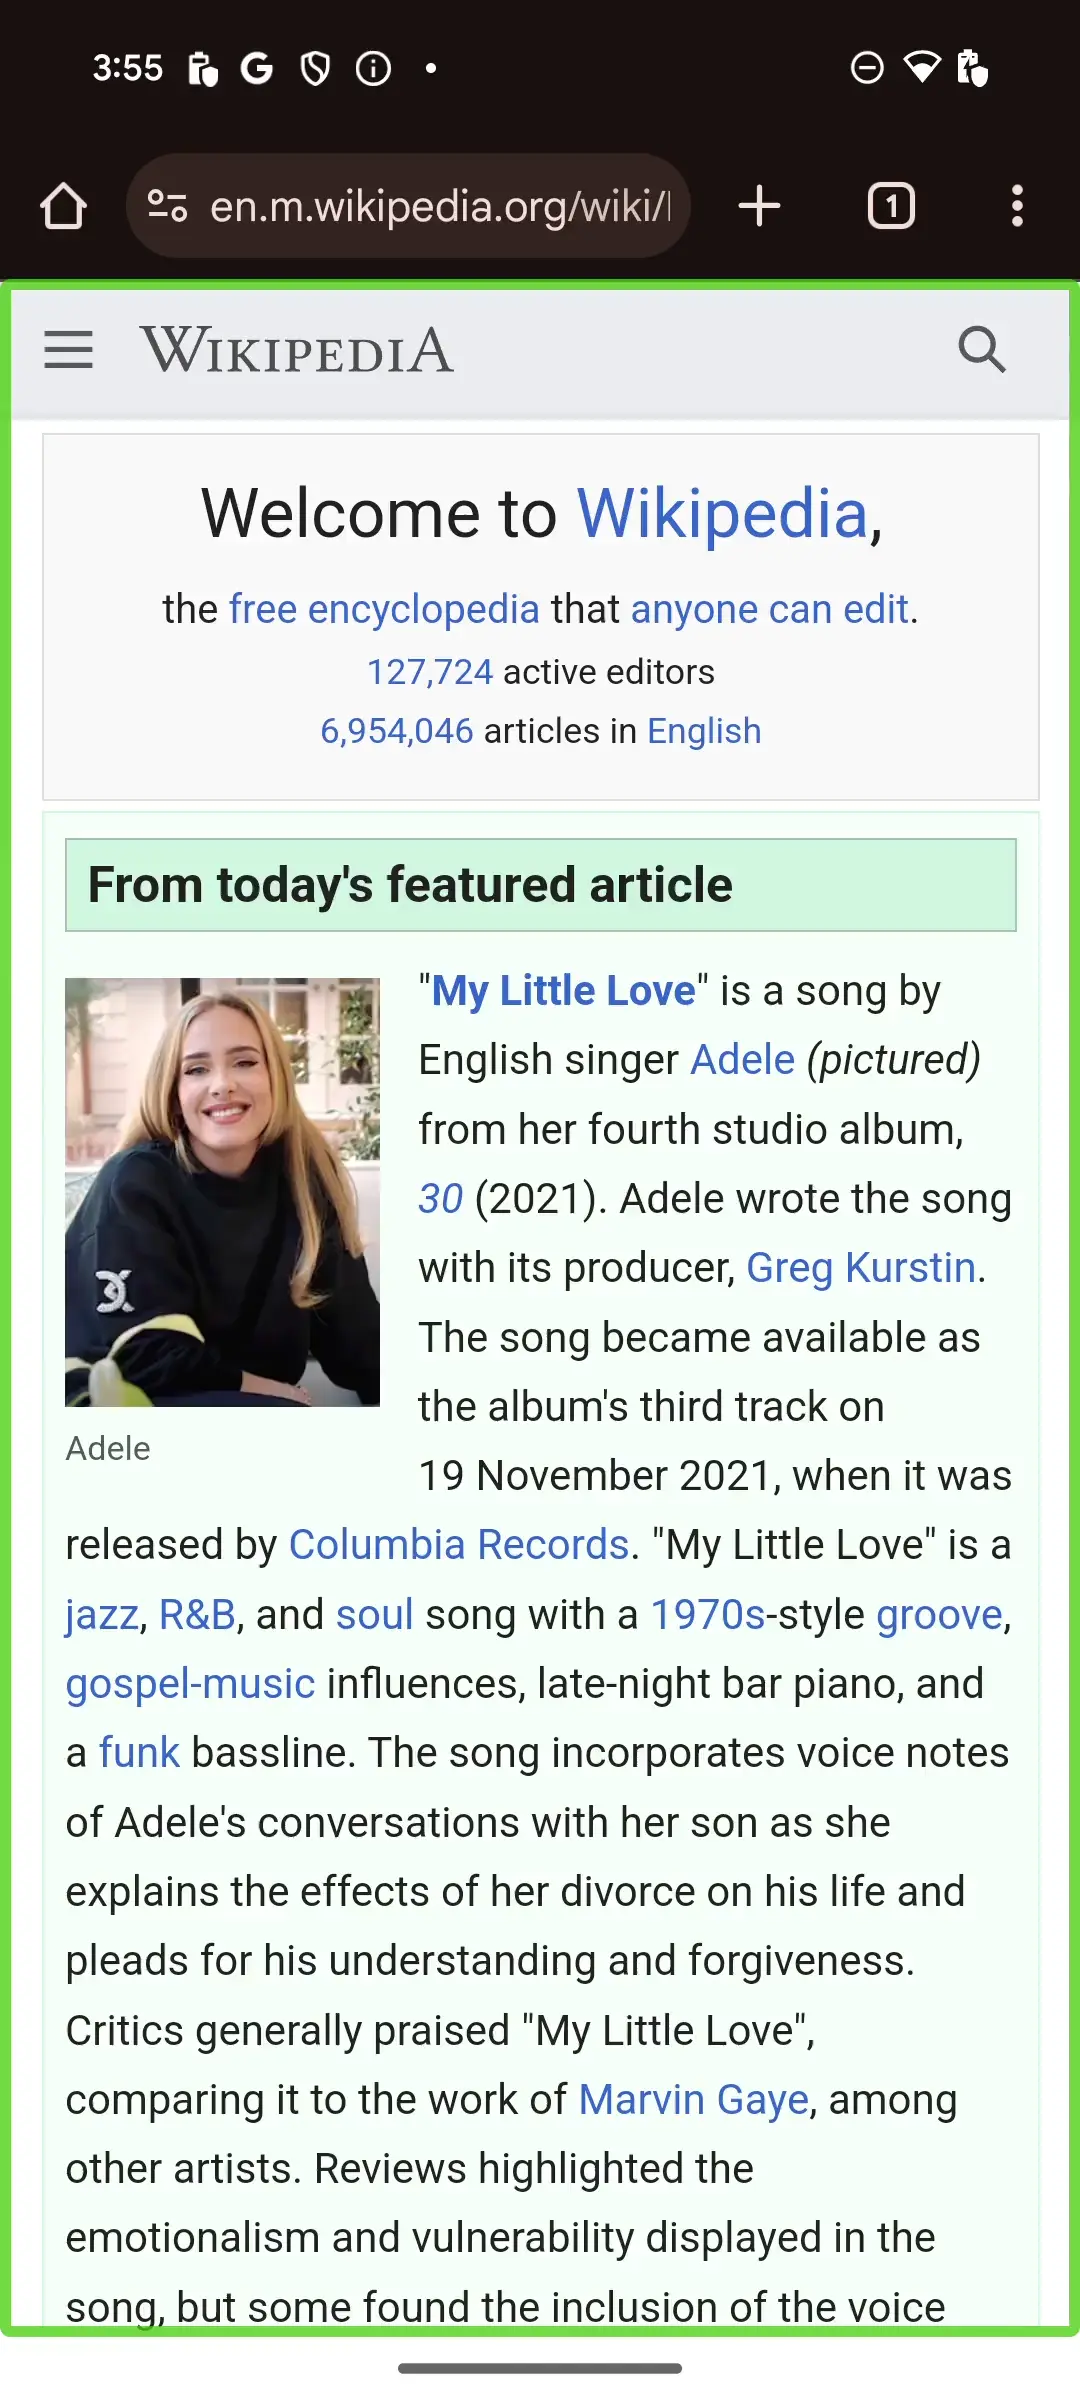 3:55
en.m.wikipedia.org/wiki/
1
WIKIPEDIA
Welcome to Wikipedia,
the free encyclopedia that anyone can edit.
127,724 active editors
6,954,046 articles in English
From today's featured article
"My Little Love" is a song by
English singer Adele (pictured)
from her fourth studio album,
30 (2021). Adele wrote the song
with its producer, Greg Kurstin.
The song became available as
the album's third track on
19 November 2021, when it was
Adele
released by Columbia Records. "My Little Love" is a
jazz, R&B, and soul song with a 1970s-style groove,
gospel-music influences, late-night bar piano, and
a funk bassline. The song incorporates voice notes
of Adele's conversations with her son as she
explains the effects of her divorce on his life and
pleads for his understanding and forgiveness.
Critics generally praised "My Little Love",
comparing it to the work of Marvin Gaye, among
other artists. Reviews highlighted the
emotionalism and vulnerability displayed in the
song, but some found the inclusion of the voice